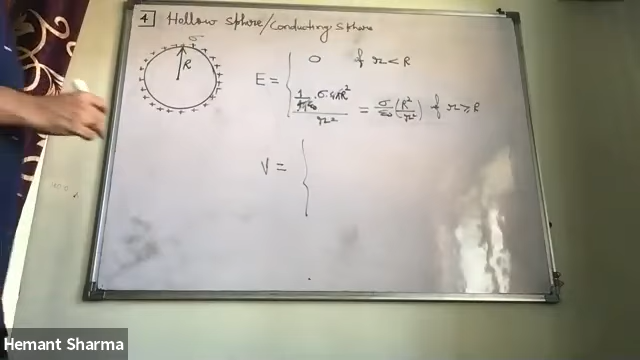 4 Hollow Sphere/Conducting Sphere
σ
R
E = { 0 if r < R
1/4πε₀ · σ·4πR² / r² = σ/ε₀ (R²/r²) if r ≥ R
V = {
Hemant Sharma